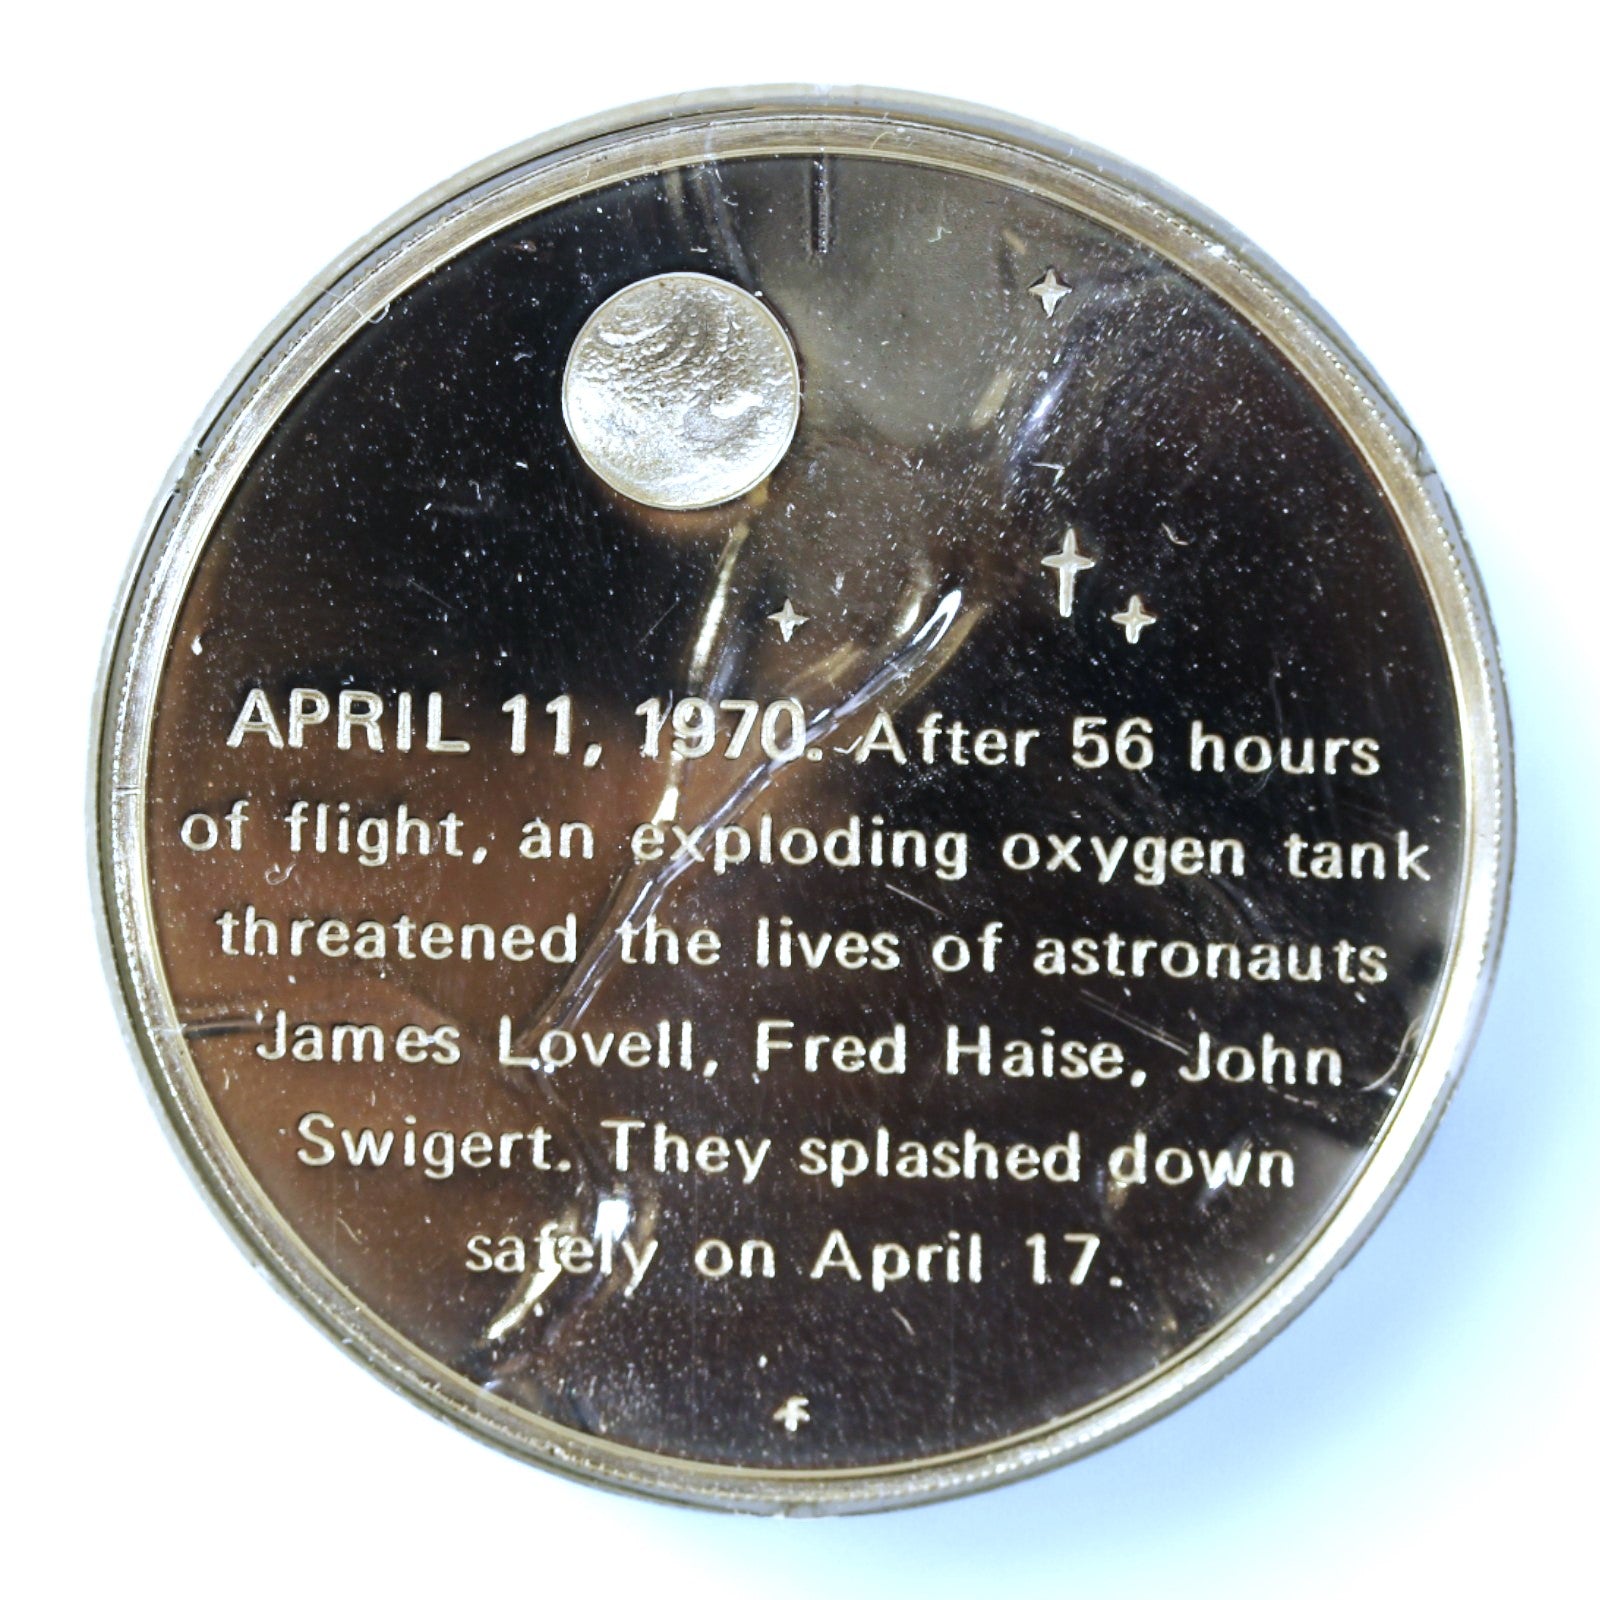 APRIL 11, 1970. After 56 hours
of flight, an exploding oxygen tank
threatened the lives of astronauts
James Lovell, Fred Haise, John
Swigert. They splashed down
safely on April 17.